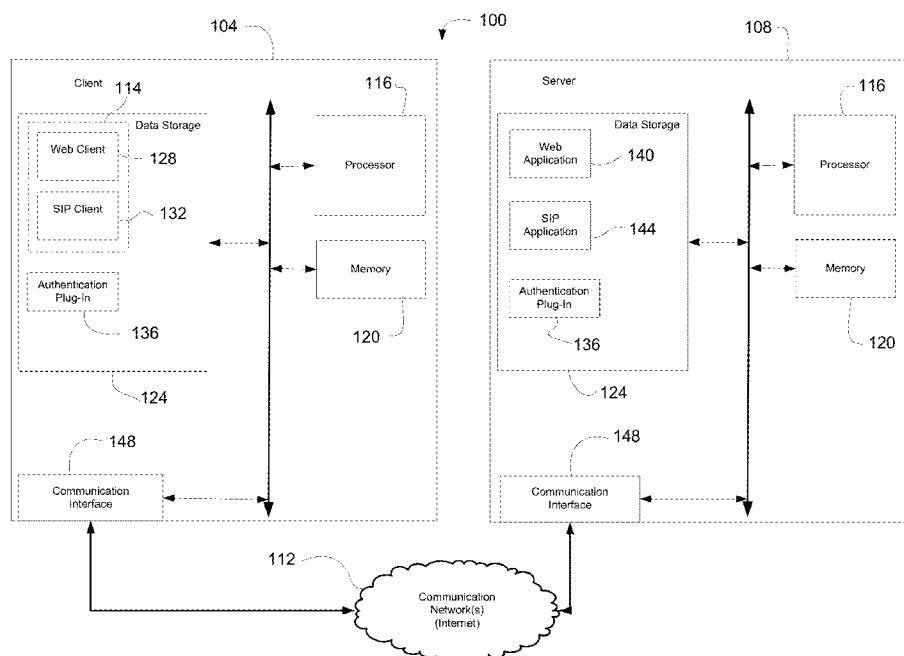 100
104
108
Client
114
Data Storage
Web Client
128
SIP Client
132
Authentication
Plug-In
136
124
116
Processor
Memory
120
148
Communication
Interface
Server
Data Storage
Web
Application
140
SIP
Application
144
Authentication
Plug-In
136
124
116
Processor
Memory
120
148
Communication
Interface
112
Communication
Network(s)
(Internet)